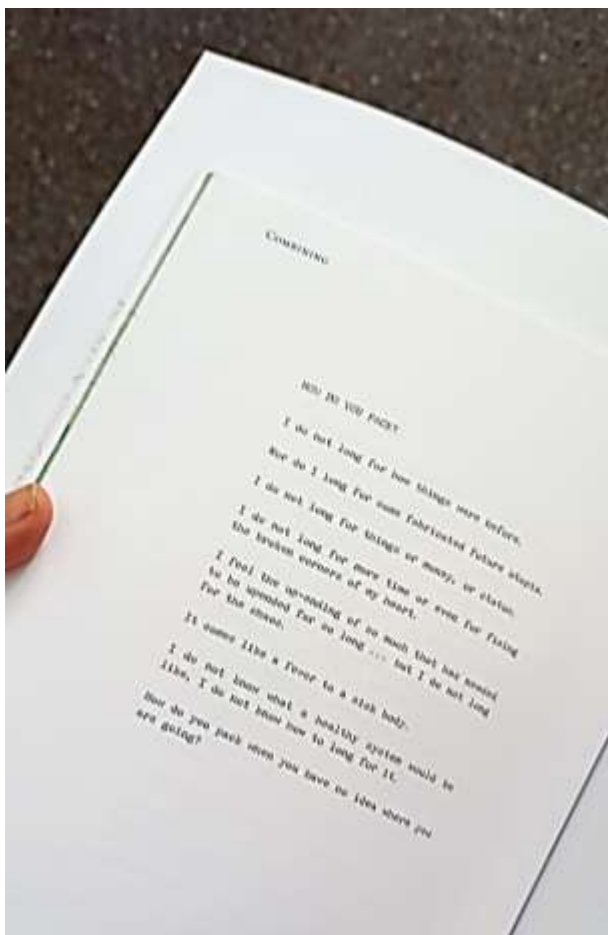 COMBINING
HOW DO YOU PACK?
I do not long for how things were before.
Nor do I long for some fabricated future utopia.
I do not long for things or money, or status.
I do not long for more time or even for fixing
the broken corners of my heart.
I feel the up-ending of so much that has needed
to be upended for so long ... but I do not long
for the chaos.
It comes like a fever to a sick body.
I do not know what a healthy system would be
like, I do not know how to long for it.
How do you pack when you have no idea where you
are going?